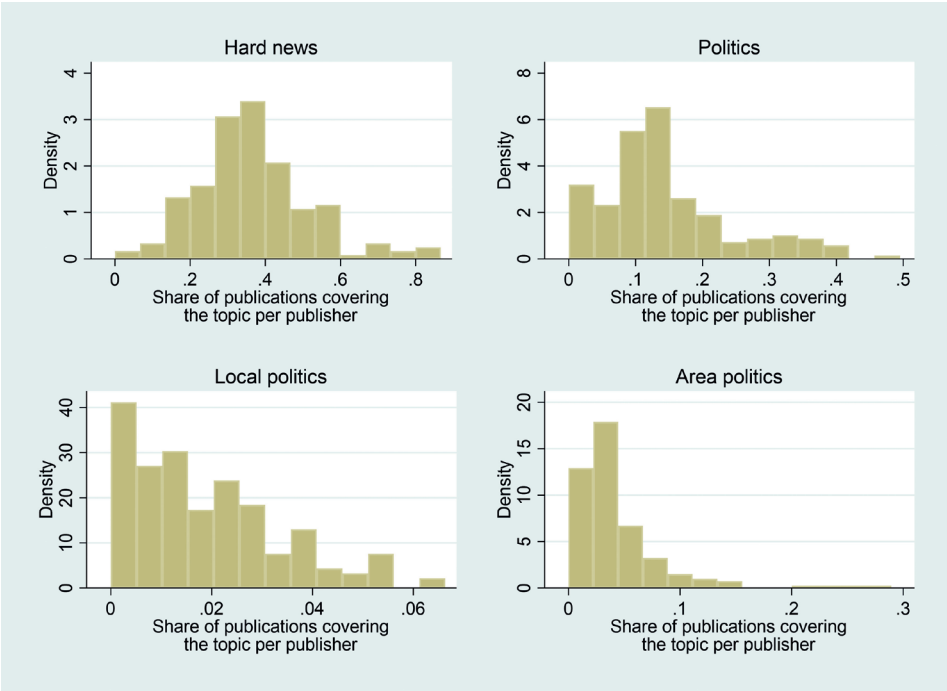 Hard news
Density
4
3
2
1
0
0 .2 .4 .6 .8
Share of publications covering
the topic per publisher
Politics
Density
8
6
4
2
0
0 .1 .2 .3 .4 .5
Share of publications covering
the topic per publisher
Local politics
Density
40
30
20
10
0
0 .02 .04 .06
Share of publications covering
the topic per publisher
Area politics
Density
20
15
10
5
0
0 .1 .2 .3
Share of publications covering
the topic per publisher